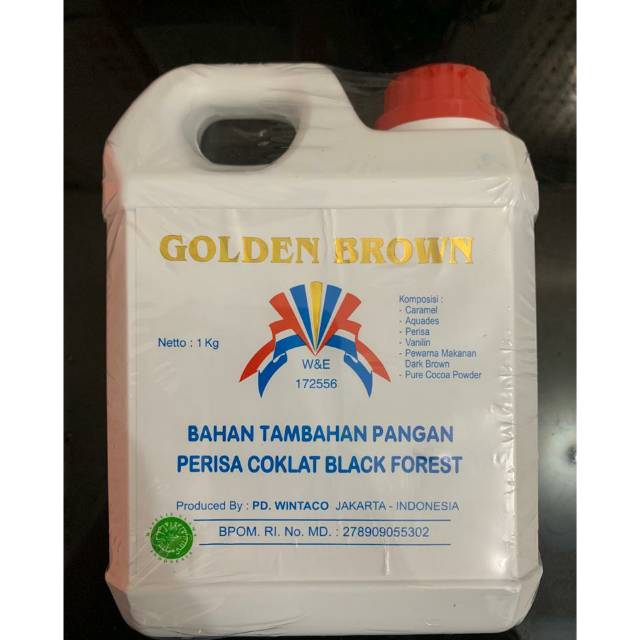 GOLDEN BROWN
Netto : 1 Kg
W&E
172556
Komposisi :
- Caramel
- Aquades
- Perisa
- Vanilin
- Pewarna Makanan
Dark Brown
- Pure Cocoa Powder
BAHAN TAMBAHAN PANGAN
PERISA COKLAT BLACK FOREST
Produced By : PD. WINTACO JAKARTA - INDONESIA
BPOM. RI. No. MD. : 278909055302